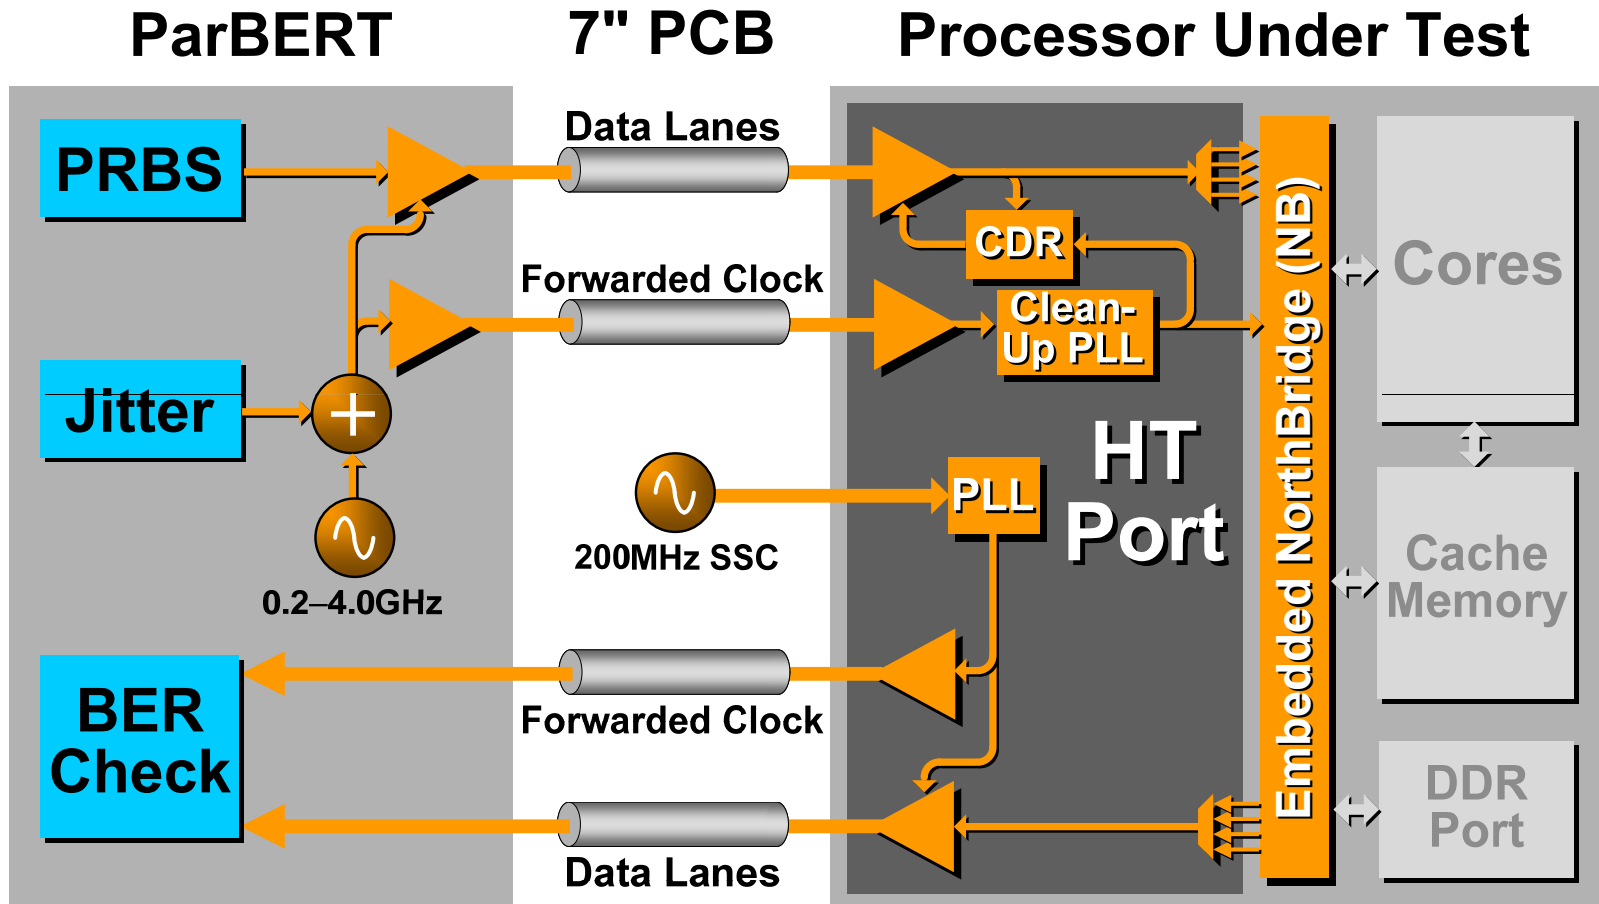 ParBERT
7" PCB
Processor Under Test
PRBS
Data Lanes
CDR
Forwarded Clock
Clean-
Up PLL
Jitter
HT
Port
PLL
200MHz SSC
0.2–4.0GHz
Embedded NorthBridge (NB)
Cores
Cache
Memory
BER
Check
Forwarded Clock
Data Lanes
DDR
Port